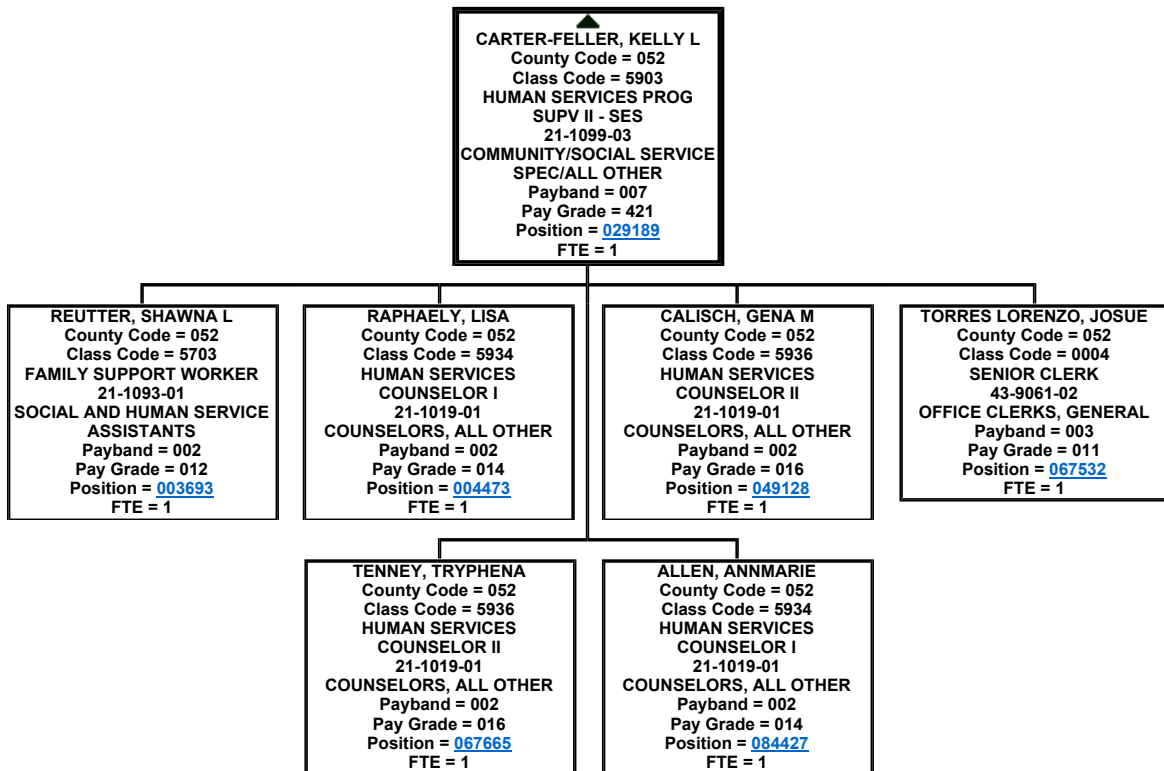 CARTER-FELLER, KELLY L
County Code = 052
Class Code = 5903
HUMAN SERVICES PROG
SUPV II - SES
21-1099-03
COMMUNITY/SOCIAL SERVICE
SPEC/ALL OTHER
Payband = 007
Pay Grade = 421
Position = 029189
FTE = 1
REUTTER, SHAWNA L
County Code = 052
Class Code = 5703
FAMILY SUPPORT WORKER
21-1093-01
SOCIAL AND HUMAN SERVICE
ASSISTANTS
Payband = 002
Pay Grade = 012
Position = 003693
FTE = 1
RAPHAELY, LISA
County Code = 052
Class Code = 5934
HUMAN SERVICES
COUNSELOR I
21-1019-01
COUNSELORS, ALL OTHER
Payband = 002
Pay Grade = 014
Position = 004473
FTE = 1
CALISCH, GENA M
County Code = 052
Class Code = 5936
HUMAN SERVICES
COUNSELOR II
21-1019-01
COUNSELORS, ALL OTHER
Payband = 002
Pay Grade = 016
Position = 049128
FTE = 1
TORRES LORENZO, JOSUE
County Code = 052
Class Code = 0004
SENIOR CLERK
43-9061-02
OFFICE CLERKS, GENERAL
Payband = 003
Pay Grade = 011
Position = 067532
FTE = 1
TENNEY, TRYPHENA
County Code = 052
Class Code = 5936
HUMAN SERVICES
COUNSELOR II
21-1019-01
COUNSELORS, ALL OTHER
Payband = 002
Pay Grade = 016
Position = 067665
FTE = 1
ALLEN, ANNMARIE
County Code = 052
Class Code = 5934
HUMAN SERVICES
COUNSELOR I
21-1019-01
COUNSELORS, ALL OTHER
Payband = 002
Pay Grade = 014
Position = 084427
FTE = 1